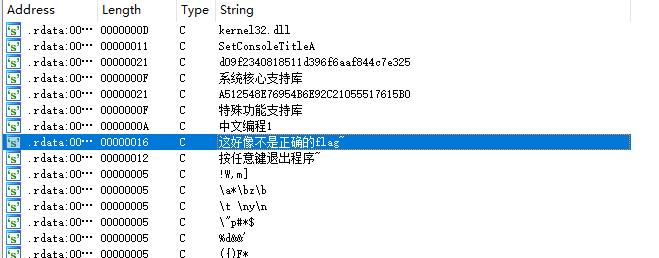 Address Length Type String
.rdata:00… 0000000D C kernel32.dll
.rdata:00… 00000011 C SetConsoleTitleA
.rdata:00… 00000021 C d09f2340818511d396f6aaf844c7e325
.rdata:00… 0000000F C 系统核心支持库
.rdata:00… 00000021 C A512548E76954B6E92C21055517615B0
.rdata:00… 0000000F C 特殊功能支持库
.rdata:00… 0000000A C 中文编程1
.rdata:00… 00000016 C 这好像不是正确的flag~
.rdata:00… 00000012 C 按任意键退出程序~
.rdata:00… 00000005 C !W,m]
.rdata:00… 00000005 C \a*\bz\b
.rdata:00… 00000005 C \t \ny\n
.rdata:00… 00000005 C \"p#*$
.rdata:00… 00000005 C %d&&'
.rdata:00… 00000005 C ({)F*